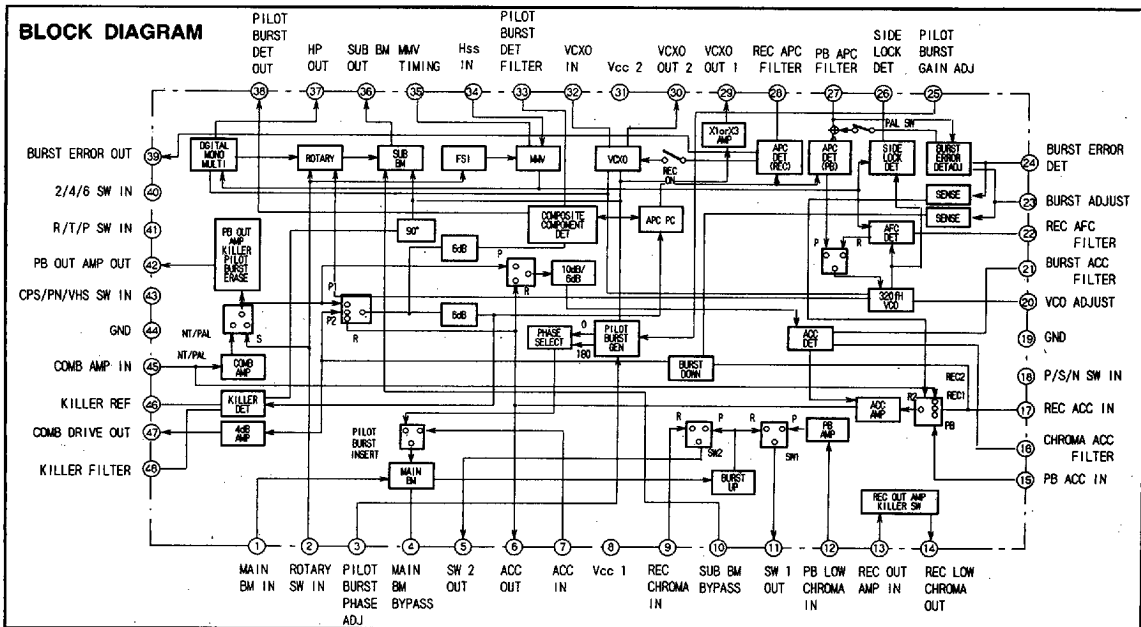 BLOCK DIAGRAM
PILOT
BURST
DET
OUT
HP
OUT
SUB BM
OUT
MMV
TIMING
Hss
IN
PILOT
BURST
DET
FILTER
VCXO
IN
Vcc 2
VCXO
OUT 2
VCXO
OUT 1
REC APC
FILTER
PB APC
FILTER
SIDE
LOCK
DET
PILOT
BURST
GAIN ADJ
38
37
36
35
34
33
32
31
30
29
28
27
26
25
BURST ERROR OUT
39
2/4/6 SW IN
40
R/T/P SW IN
41
PB OUT AMP OUT
42
CPS/PN/VHS SW IN
43
GND
44
COMB AMP IN
45
KILLER REF
46
COMB DRIVE OUT
47
KILLER FILTER
48
DGITAL
MONO
MULTI
ROTARY
SUB
BM
FSI
MMV
VCXO
X1orX3
AMP
REC
ON
APC
DET
(REC)
APC
DET
(PB)
PAL SW
SIDE
LOCK
DET
BURST
ERROR
DETADJ
SENSE
SENSE
PB OUT
AMP
KILLER
PILOT
BURST
ERASE
90°
6dB
COMPOSITE
COMPONENT
DET
APC PC
P
R
10dB/
6dB
P
R
AFC
DET
320fH
VCO
P1
P2
R
6dB
NT/PAL
S
NT/PAL
COMB
AMP
PHASE
SELECT
0
180
PILOT
BURST
GEN
ACC
DET
BURST
DOWN
KILLER
DET
4dB
AMP
PILOT
BURST
INSERT
MAIN
BM
R
P
SW2
BURST
UP
R
P
SW1
PB
AMP
ACC
AMP
R2
REC2
REC1
PB
REC OUT AMP
KILLER SW
24
BURST ERROR
DET
23
BURST ADJUST
22
REC AFC
FILTER
21
BURST ACC
FILTER
20
VCO ADJUST
19
GND
18
P/S/N SW IN
17
REC ACC IN
16
CHROMA ACC
FILTER
15
PB ACC IN
1
2
3
4
5
6
7
8
9
10
11
12
13
14
MAIN
BM IN
ROTARY
SW IN
PILOT
BURST
PHASE
ADJ
MAIN
BM
BYPASS
SW 2
OUT
ACC OUT
ACC
IN
Vcc 1
REC
CHROMA
IN
SUB BM
BYPASS
SW 1
OUT
PB LOW
CHROMA
IN
REC OUT
AMP IN
REC LOW
CHROMA
OUT